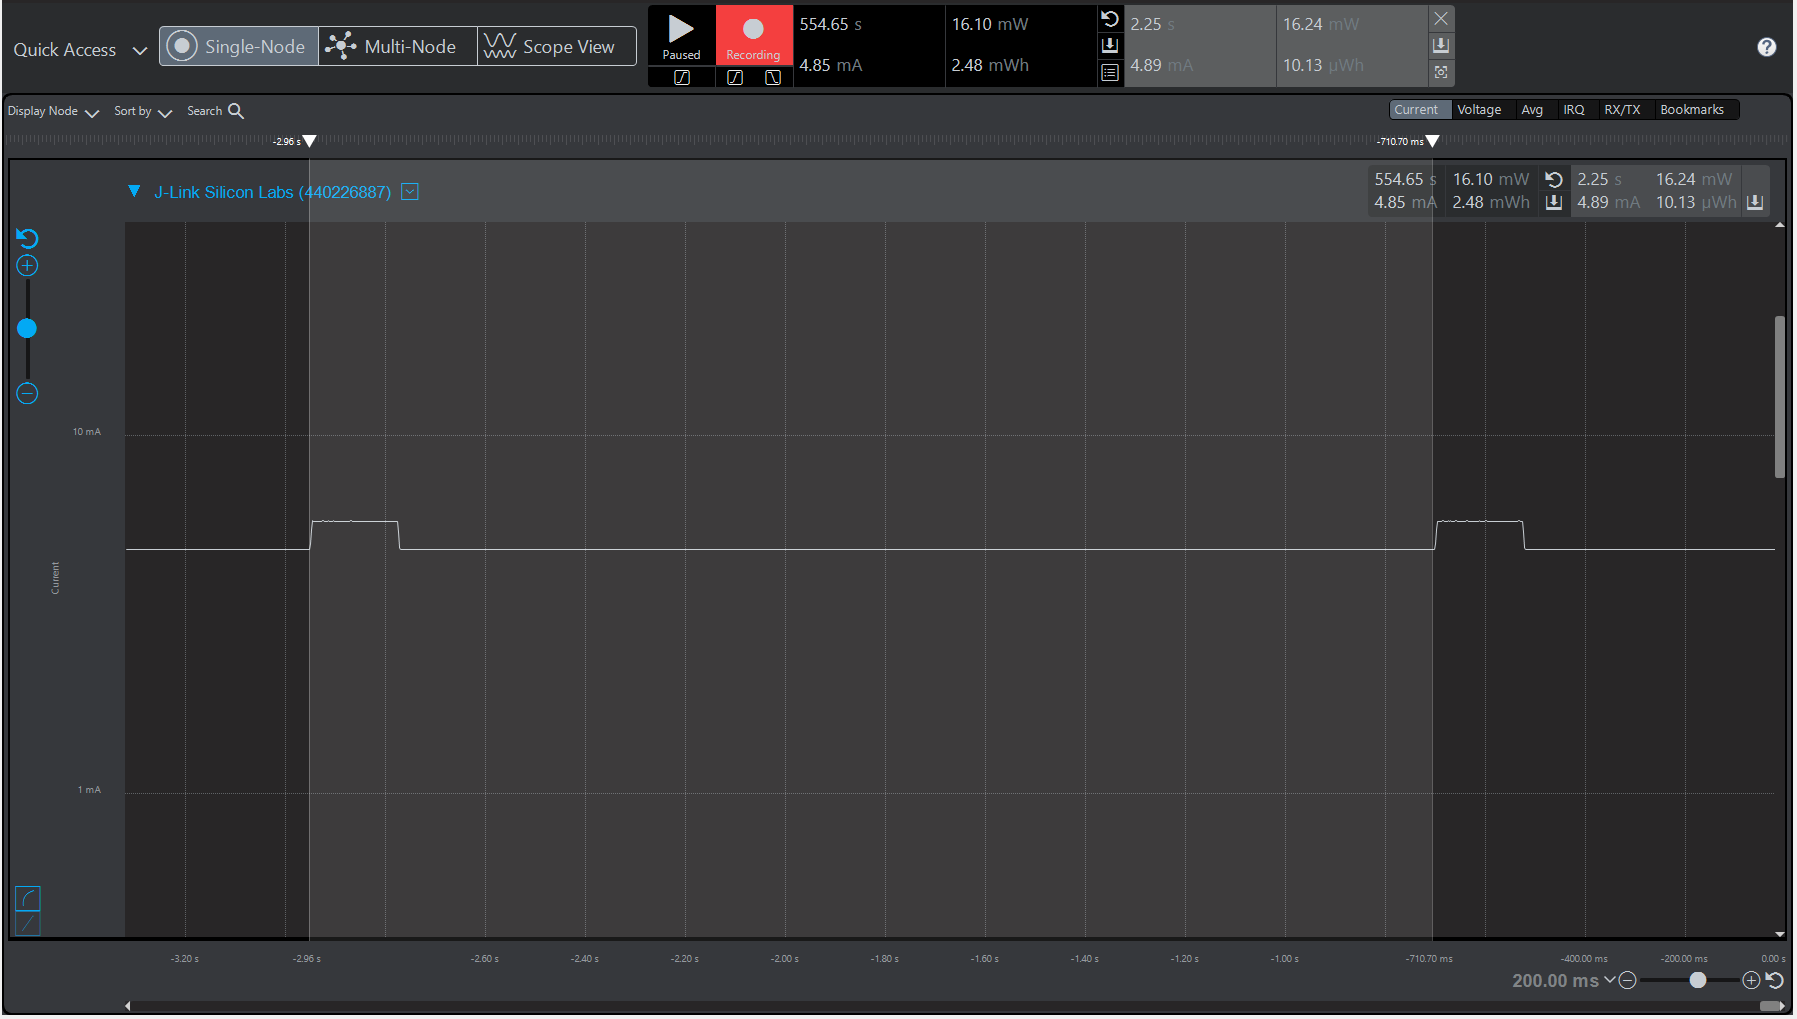 Quick Access
Single-Node
Multi-Node
Scope View
Paused
Recording
554.65 s
16.10 mW
4.85 mA
2.48 mWh
2.25 s
16.24 mW
4.89 mA
10.13 µWh
Display Node
Sort by
Search
Current
Voltage
Avg
IRQ
RX/TX
Bookmarks
-2.96 s
-710.70 ms
J-Link Silicon Labs (440226887)
554.65 s
16.10 mW
2.25 s
16.24 mW
4.85 mA
2.48 mWh
4.89 mA
10.13 µWh
10 mA
Current
1 mA
-3.20 s
-2.96 s
-2.60 s
-2.40 s
-2.20 s
-2.00 s
-1.80 s
-1.60 s
-1.40 s
-1.20 s
-1.00 s
-710.70 ms
-400.00 ms
-200.00 ms
0.00 s
200.00 ms